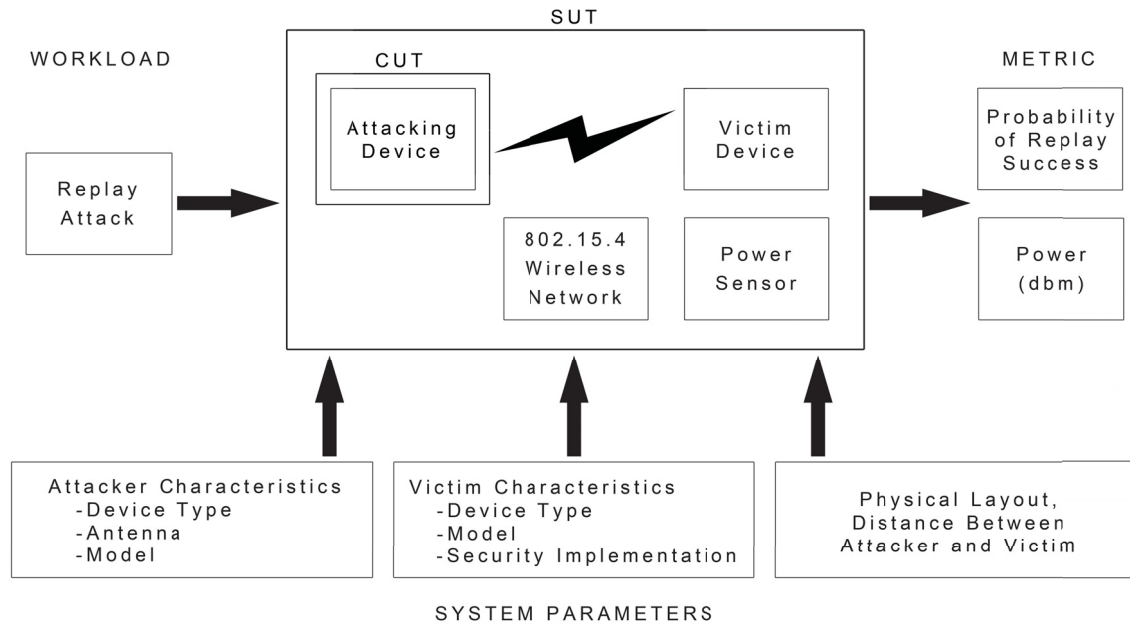 SUT
WORKLOAD
CUT
METRIC
Attacking
Device
Victim
Device
Probability
of Replay
Success
Replay
Attack
802.15.4
Wireless
Network
Power
Sensor
Power
(dbm)
Attacker Characteristics
-Device Type
-Antenna
-Model
Victim Characteristics
-Device Type
-Model
-Security Implementation
Physical Layout,
Distance Between
Attacker and Victim
SYSTEM PARAMETERS